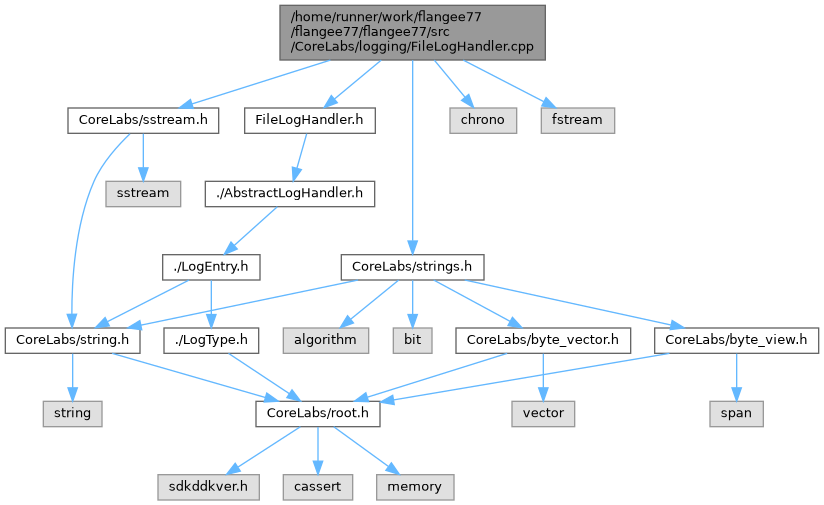 /home/runner/work/flangee77
/flangee77/flangee77/src
/CoreLabs/logging/FileLogHandler.cpp
CoreLabs/sstream.h
FileLogHandler.h
chrono
fstream
sstream
./AbstractLogHandler.h
./LogEntry.h
CoreLabs/strings.h
CoreLabs/string.h
./LogType.h
algorithm
bit
CoreLabs/byte_vector.h
CoreLabs/byte_view.h
string
CoreLabs/root.h
vector
span
sdkddkver.h
cassert
memory